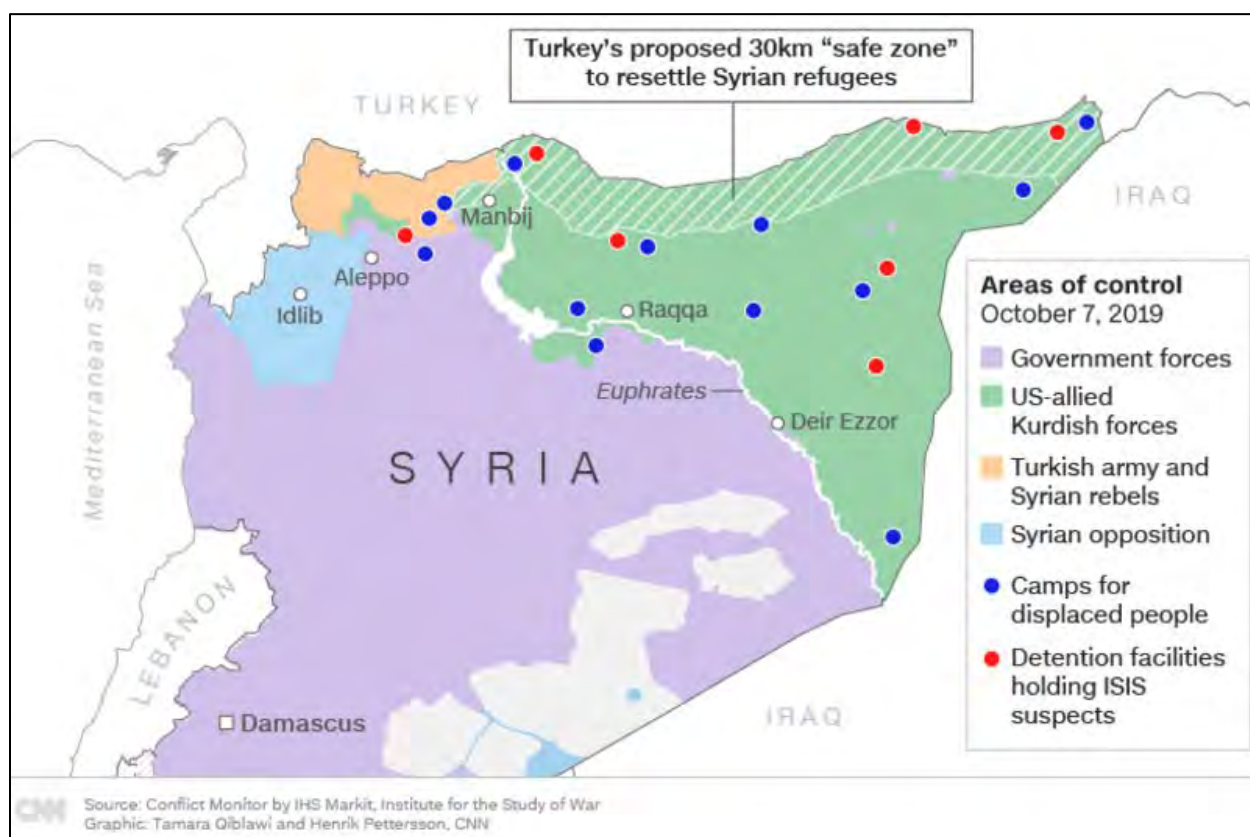 Turkey's proposed 30km “safe zone”
to resettle Syrian refugees
TURKEY
Manbij
IRAQ
Aleppo
Idlib
Raqqa
Mediterranean Sea
Euphrates
Deir Ezzor
SYRIA
LEBANON
Damascus
IRAQ
Areas of control
October 7, 2019
Government forces
US-allied
Kurdish forces
Turkish army and
Syrian rebels
Syrian opposition
Camps for
displaced people
Detention facilities
holding ISIS
suspects
CNN
Source: Conflict Monitor by IHS Markit, Institute for the Study of War
Graphic: Tamara Qiblawi and Henrik Pettersson, CNN